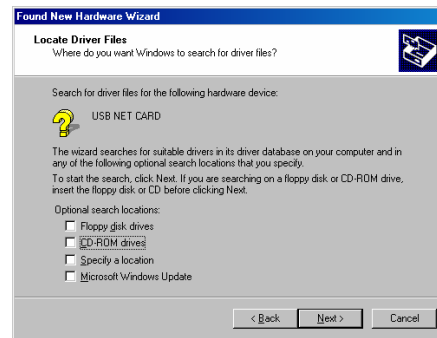 Found New Hardware Wizard
Locate Driver Files
Where do you want Windows to search for driver files?
Search for driver files for the following hardware device:
USB NET CARD
The wizard searches for suitable drivers in its driver database on your computer and in
any of the following optional search locations that you specify.
To start the search, click Next. If you are searching on a floppy disk or CD-ROM drive,
insert the floppy disk or CD before clicking Next.
Optional search locations:
Floppy disk drives
CD-ROM drives
Specify a location
Microsoft Windows Update
< Back Next > Cancel